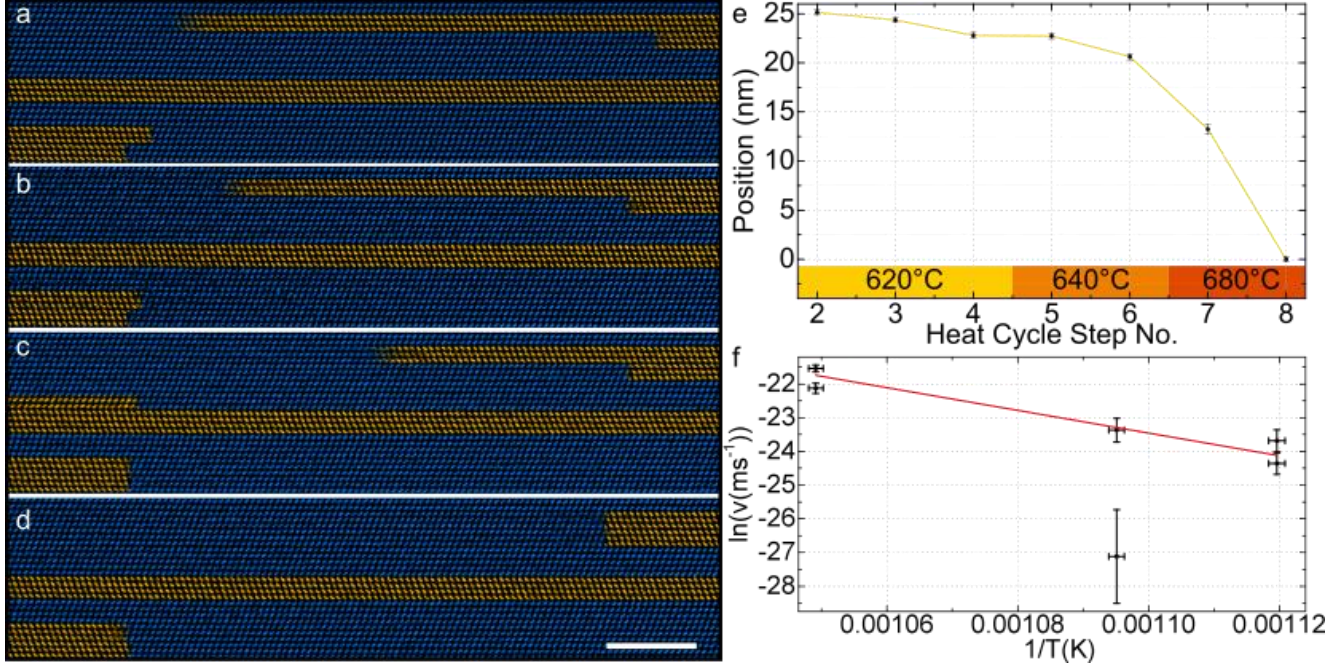 a
b
c
d
e
25
20
15
10
5
0
Position (nm)
620°C 640°C 680°C
2 3 4 5 6 7 8
Heat Cycle Step No.
f
-22
-23
-24
-25
-26
-27
-28
ln(v(ms⁻¹))
0.00106 0.00108 0.00110 0.00112
1/T(K)